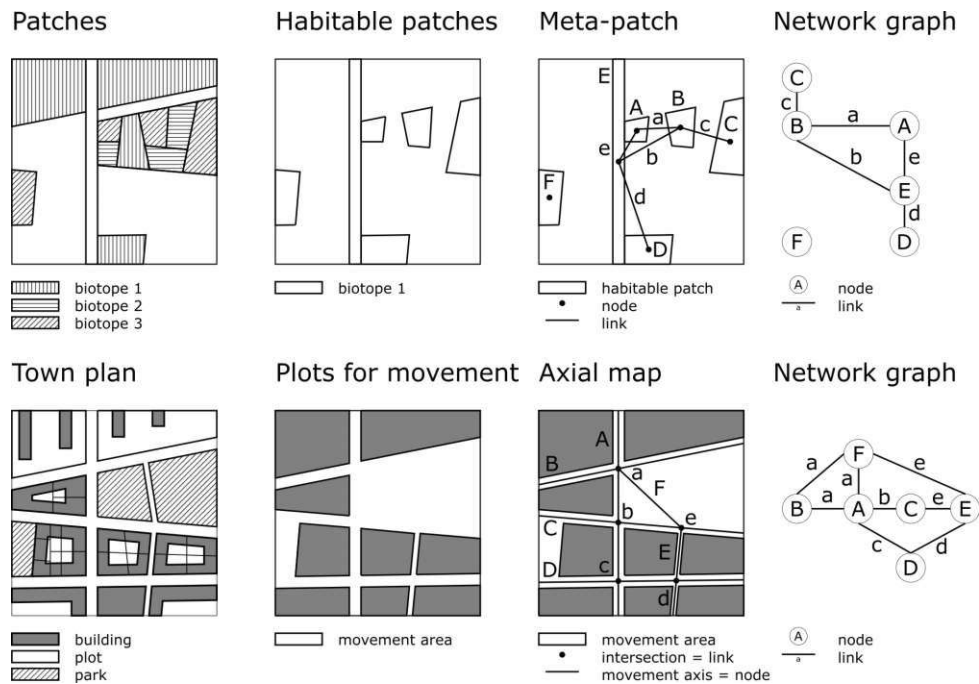 Patches
Habitable patches
Meta-patch
Network graph
E
A
B
a
c
C
e
b
F
d
D
C
c
B
a
A
b
e
E
d
F
D
biotope 1
biotope 2
biotope 3
biotope 1
habitable patch
node
link
A
node
a
link
Town plan
Plots for movement
Axial map
Network graph
A
B
a
F
b
e
C
E
D
c
d
F
a
a
e
B
a
A
b
C
e
E
c
d
D
building
plot
park
movement area
movement area
intersection = link
movement axis = node
A
node
a
link